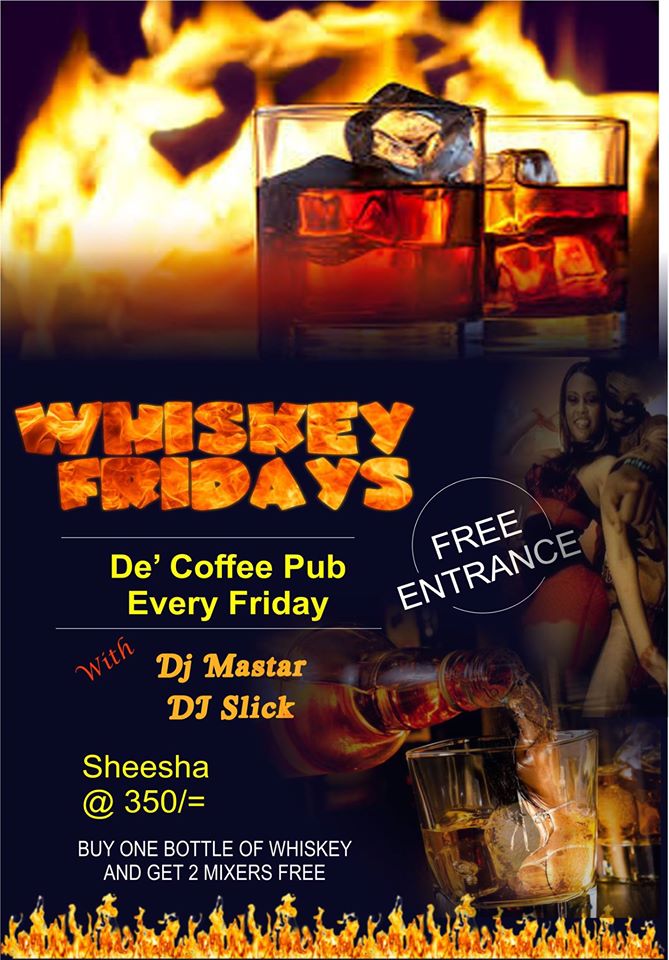 WHISKEY
FRIDAYS
FREE
ENTRANCE
De' Coffee Pub
Every Friday
With
Dj Mastar
DJ Slick
Sheesha
@ 350/=
BUY ONE BOTTLE OF WHISKEY
AND GET 2 MIXERS FREE